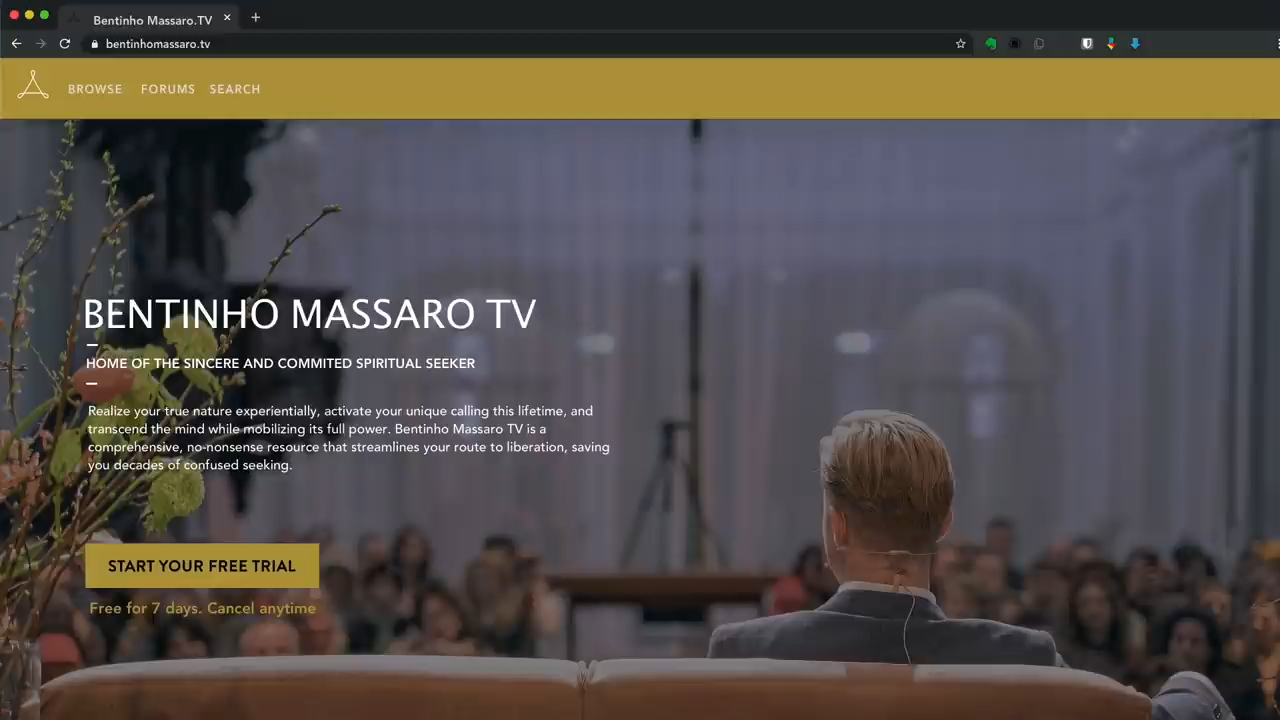 Bentinho Massaro.TV
bentinhomassaro.tv
BROWSE FORUMS SEARCH
BENTINHO MASSARO TV
HOME OF THE SINCERE AND COMMITED SPIRITUAL SEEKER
Realize your true nature experientially, activate your unique calling this lifetime, and
transcend the mind while mobilizing its full power. Bentinho Massaro TV is a
comprehensive, no-nonsense resource that streamlines your route to liberation, saving
you decades of confused seeking.
START YOUR FREE TRIAL
Free for 7 days. Cancel anytime